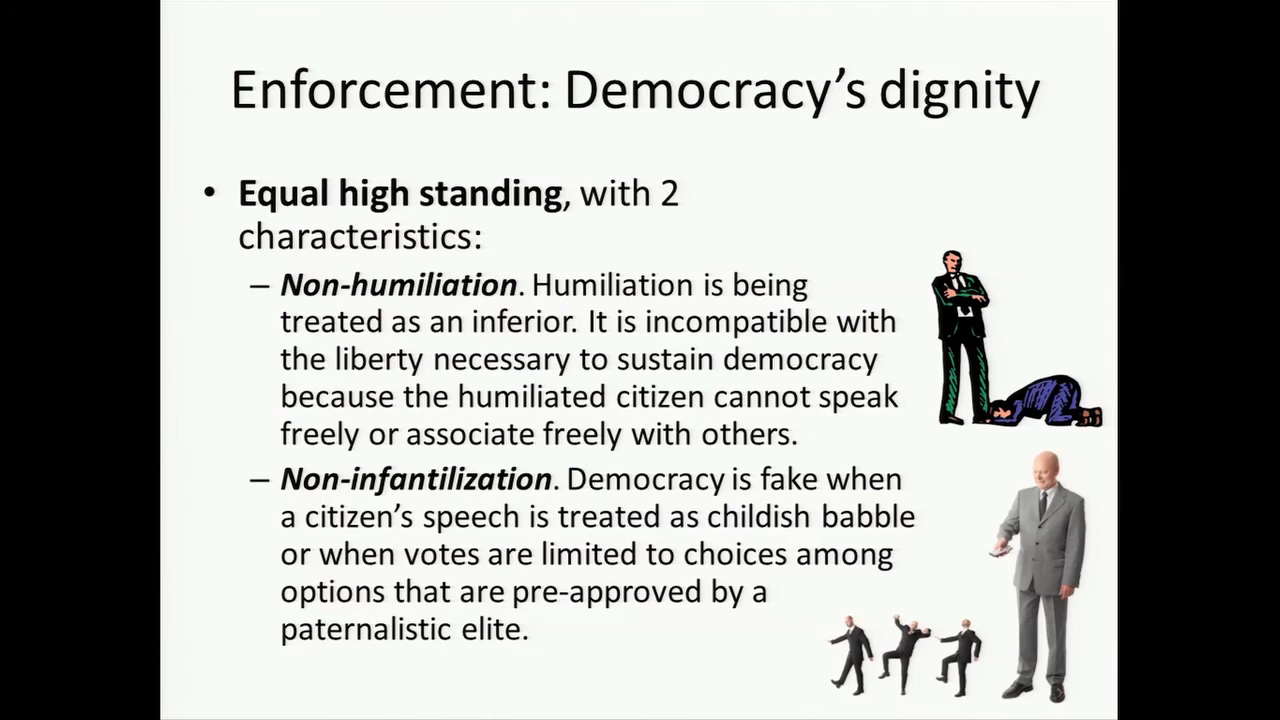 Enforcement: Democracy’s dignity
• Equal high standing, with 2
characteristics:
– Non-humiliation. Humiliation is being
treated as an inferior. It is incompatible with
the liberty necessary to sustain democracy
because the humiliated citizen cannot speak
freely or associate freely with others.
– Non-infantilization. Democracy is fake when
a citizen’s speech is treated as childish babble
or when votes are limited to choices among
options that are pre-approved by a
paternalistic elite.